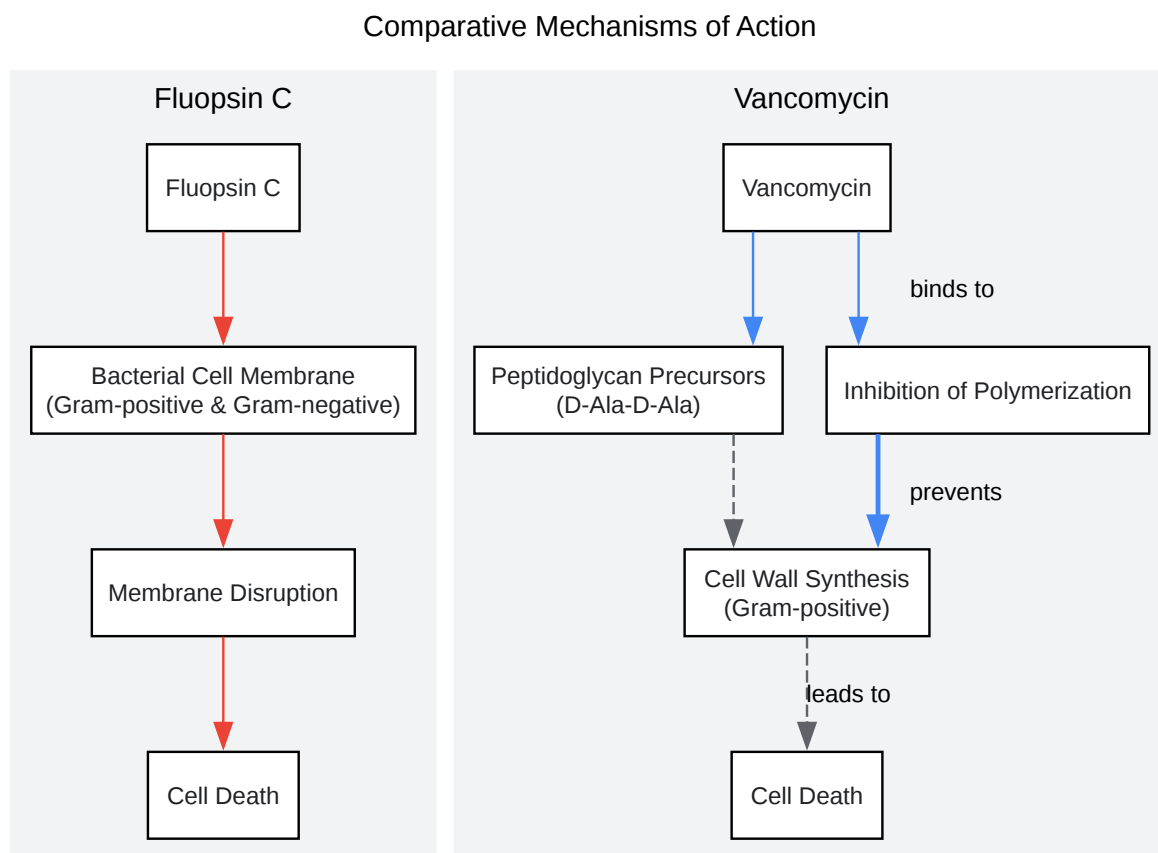 Comparative Mechanisms of Action
Fluopsin C
Fluopsin C
Bacterial Cell Membrane
(Gram-positive & Gram-negative)
Membrane Disruption
Cell Death
Vancomycin
Vancomycin
binds to
Peptidoglycan Precursors
(D-Ala-D-Ala)
Inhibition of Polymerization
prevents
Cell Wall Synthesis
(Gram-positive)
leads to
Cell Death